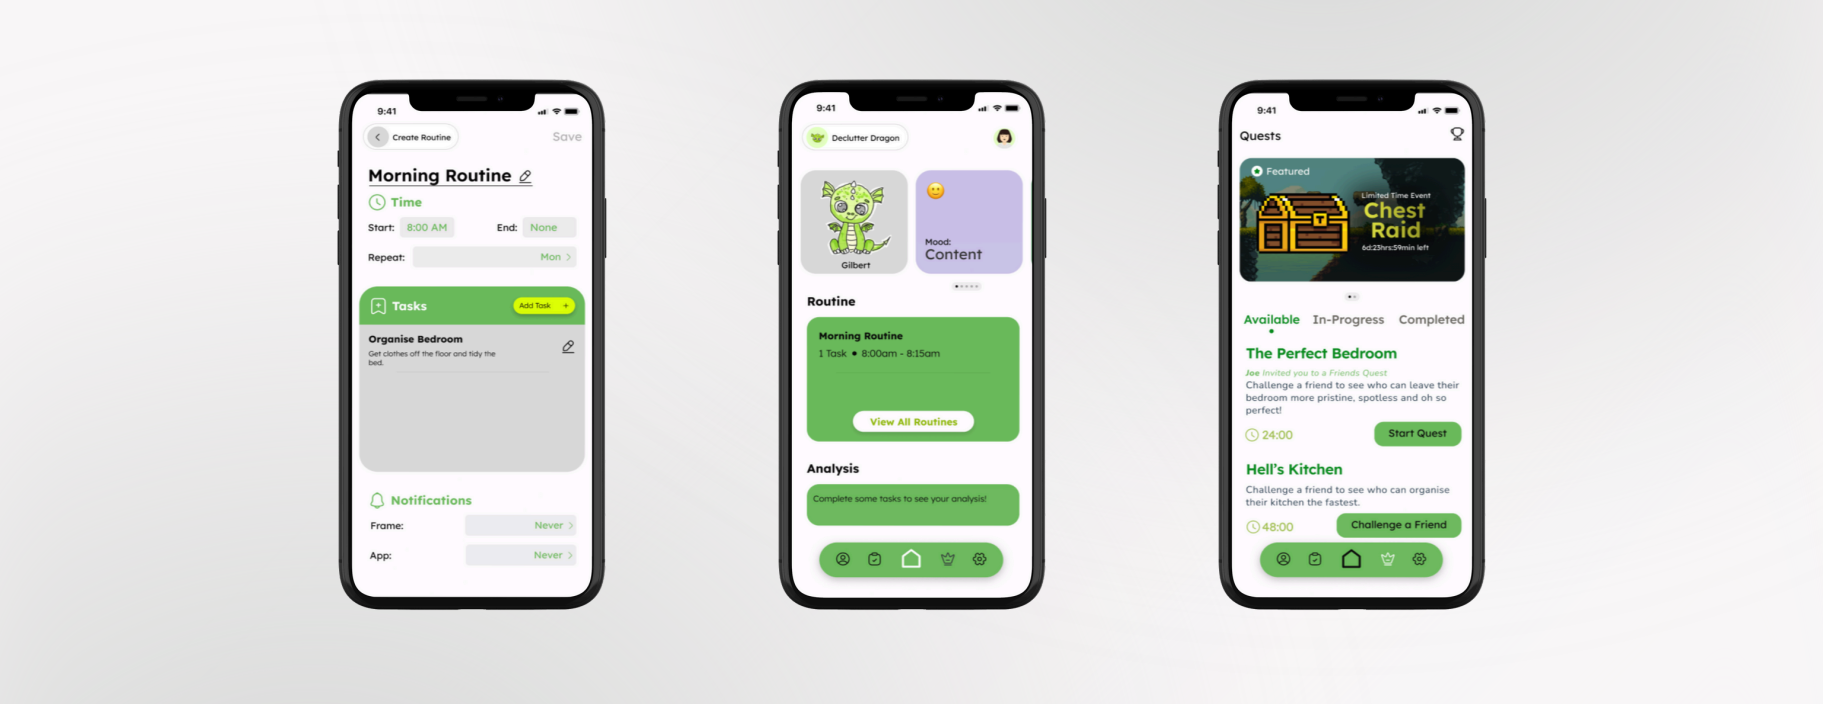 9:41
Create Routine
Save
Morning Routine
Time
Start: 8:00 AM End: None
Repeat: Mon
Tasks
Add Task +
Organise Bedroom
Get clothes off the floor and tidy the
bed.
Notifications
Frame: Never
App: Never
9:41
Declutter Dragon
Gilbert
Mood:
Content
Routine
Morning Routine
1 Task • 8:00am - 8:15am
View All Routines
Analysis
Complete some tasks to see your analysis!
9:41
Quests
Featured
Limited Time Event
Chest
Raid
6d:23hrs:59min left
T
Available In-Progress Completed
The Perfect Bedroom
Joe Invited you to a Friends Quest
Challenge a friend to see who can leave their
bedroom more pristine, spotless and oh so
perfect!
24:00
Start Quest
Hell's Kitchen
Challenge a friend to see who can organise
their kitchen the fastest.
48:00
Challenge a Friend